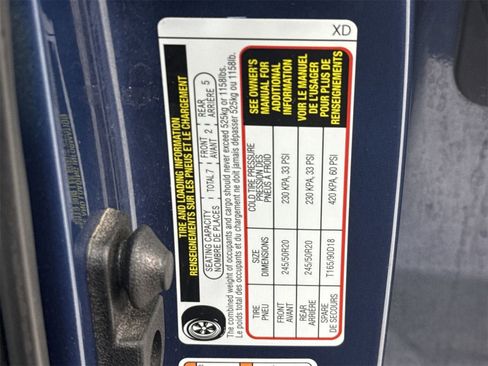 XD
TIRE AND LOADING INFORMATION
RENSEIGNEMENTS SUR LES PNEUS ET LE CHARGEMENT
SEATING CAPACITY TOTAL 7 FRONT 2 REAR 5
NOMBRE DE PLACES AVANT ARRIÈRE
The combined weight of occupants and cargo should never exceed 525kg or 1158lbs.
Le poids total des occupants et du chargement ne doit jamais dépasser 525kg ou 1158lb.
TIRE SIZE COLD TIRE PRESSURE
PNEU DIMENSIONS PRESSION DES PNEUS À FROID
FRONT 245/50R20 230 KPA, 33 PSI
AVANT
REAR 245/50R20 230 KPA, 33 PSI
ARRIÈRE
SPARE T165/90D18 420 KPA, 60 PSI
DE SECOURS
SEE OWNER'S
MANUAL FOR
ADDITIONAL
INFORMATION
VOIR LE MANUEL
DE L'USAGER
POUR PLUS DE
RENSEIGNEMENTS